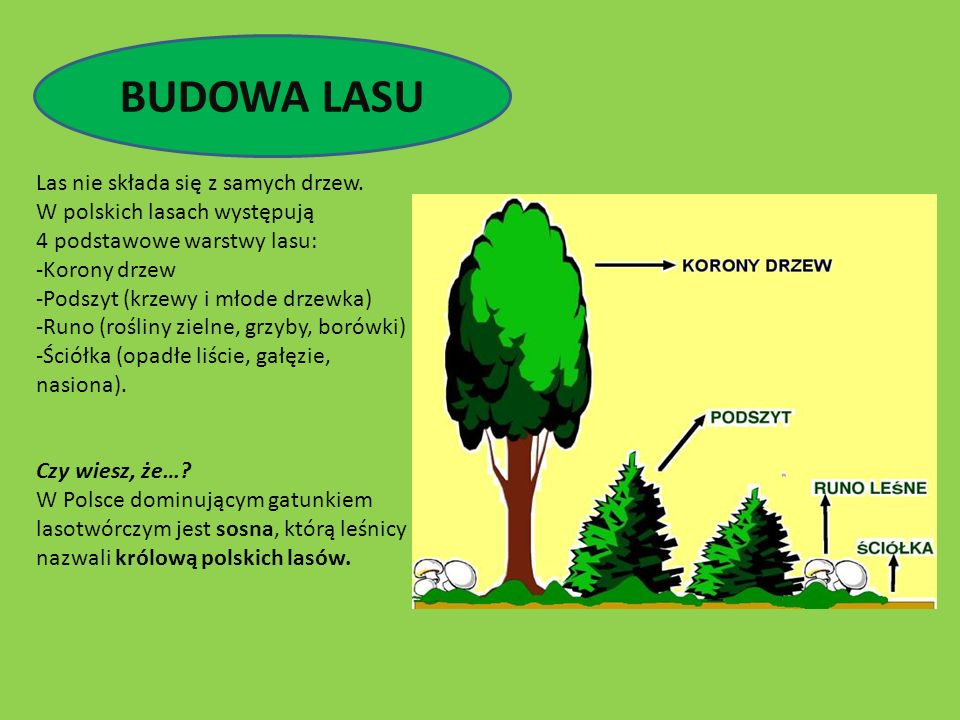 BUDOWA LASU
Las nie składa się z samych drzew.
W polskich lasach występują
4 podstawowe warstwy lasu:
-Korony drzew
-Podszyt (krzewy i młode drzewka)
-Runo (rośliny zielne, grzyby, borówki)
-Ściółka (opadłe liście, gałęzie,
nasiona).
Czy wiesz, że...?
W Polsce dominującym gatunkiem
lasotwórczym jest sosna, którą leśnicy
nazwali królową polskich lasów.
KORONY DRZEW
PODSZYT
RUNO LEŚNE
ŚCIÓŁKA